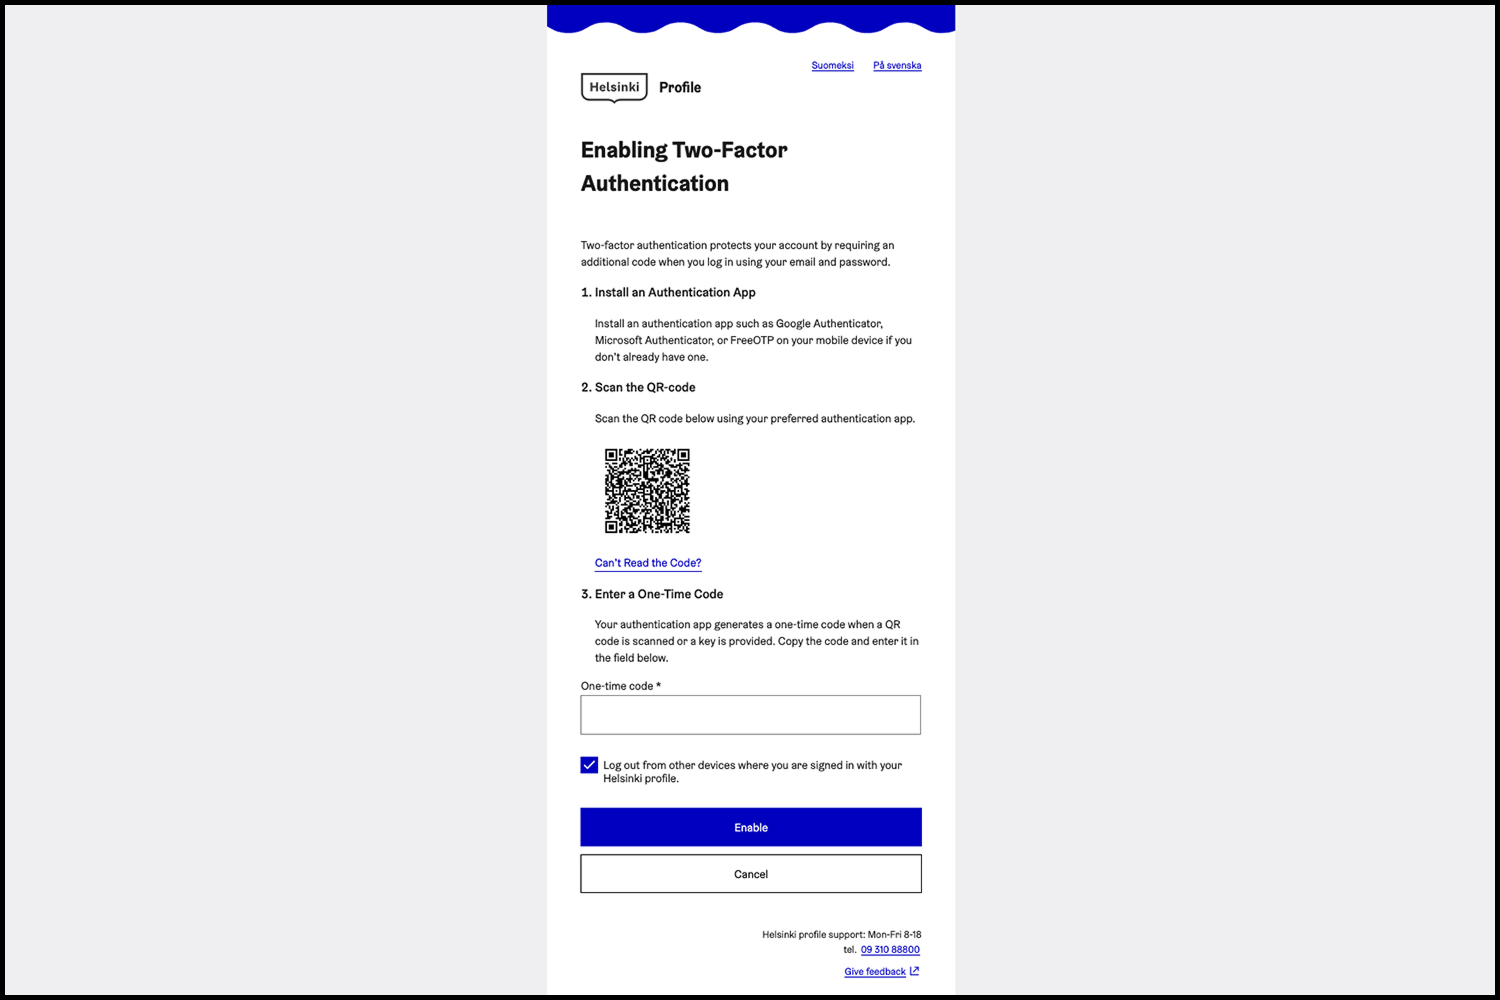 Suomeksi På svenska
Helsinki Profile
Enabling Two-Factor
Authentication
Two-factor authentication protects your account by requiring an
additional code when you log in using your email and password.
1. Install an Authentication App
Install an authentication app such as Google Authenticator,
Microsoft Authenticator, or FreeOTP on your mobile device if you
don't already have one.
2. Scan the QR-code
Scan the QR code below using your preferred authentication app.
Can't Read the Code?
3. Enter a One-Time Code
Your authentication app generates a one-time code when a QR
code is scanned or a key is provided. Copy the code and enter it in
the field below.
One-time code *
Log out from other devices where you are signed in with your
Helsinki profile.
Enable
Cancel
Helsinki profile support: Mon-Fri 8-18
tel. 09 310 88800
Give feedback